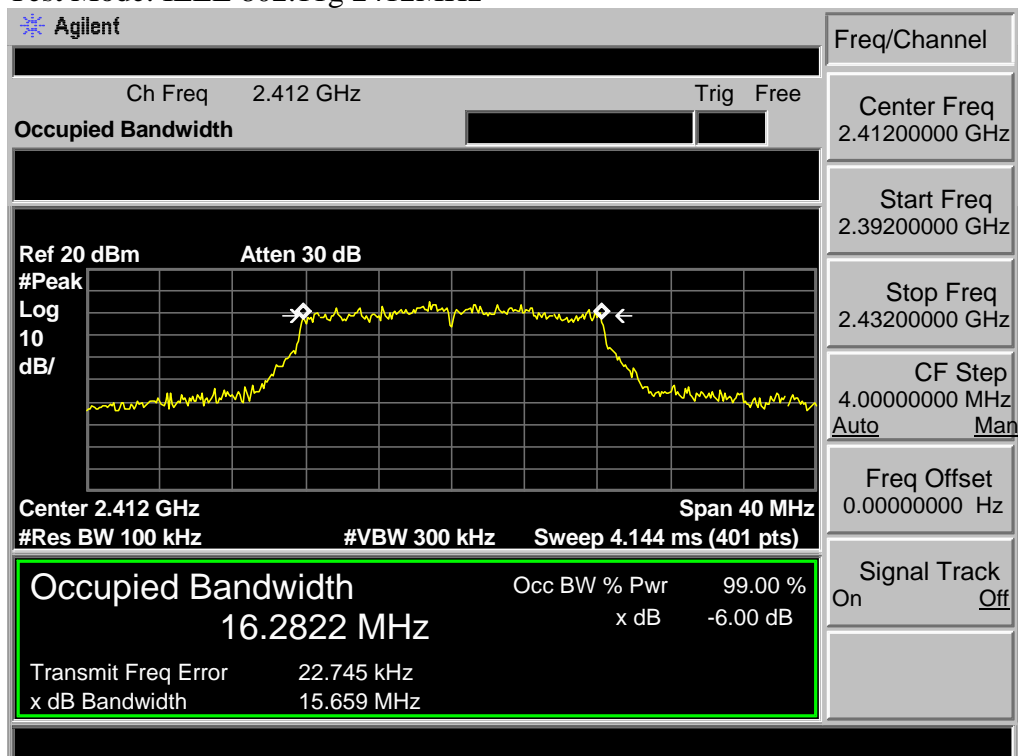 Agilent
Freq/Channel
Ch Freq 2.412 GHz Trig Free
Occupied Bandwidth
Center Freq
2.41200000 GHz
Start Freq
2.39200000 GHz
Stop Freq
2.43200000 GHz
CF Step
4.00000000 MHz
Auto Man
Freq Offset
0.00000000 Hz
Signal Track
On Off
Ref 20 dBm Atten 30 dB
#Peak
Log
10
dB/
Center 2.412 GHz Span 40 MHz
#Res BW 100 kHz #VBW 300 kHz Sweep 4.144 ms (401 pts)
Occupied Bandwidth
16.2822 MHz
Occ BW % Pwr 99.00 %
x dB -6.00 dB
Transmit Freq Error 22.745 kHz
x dB Bandwidth 15.659 MHz